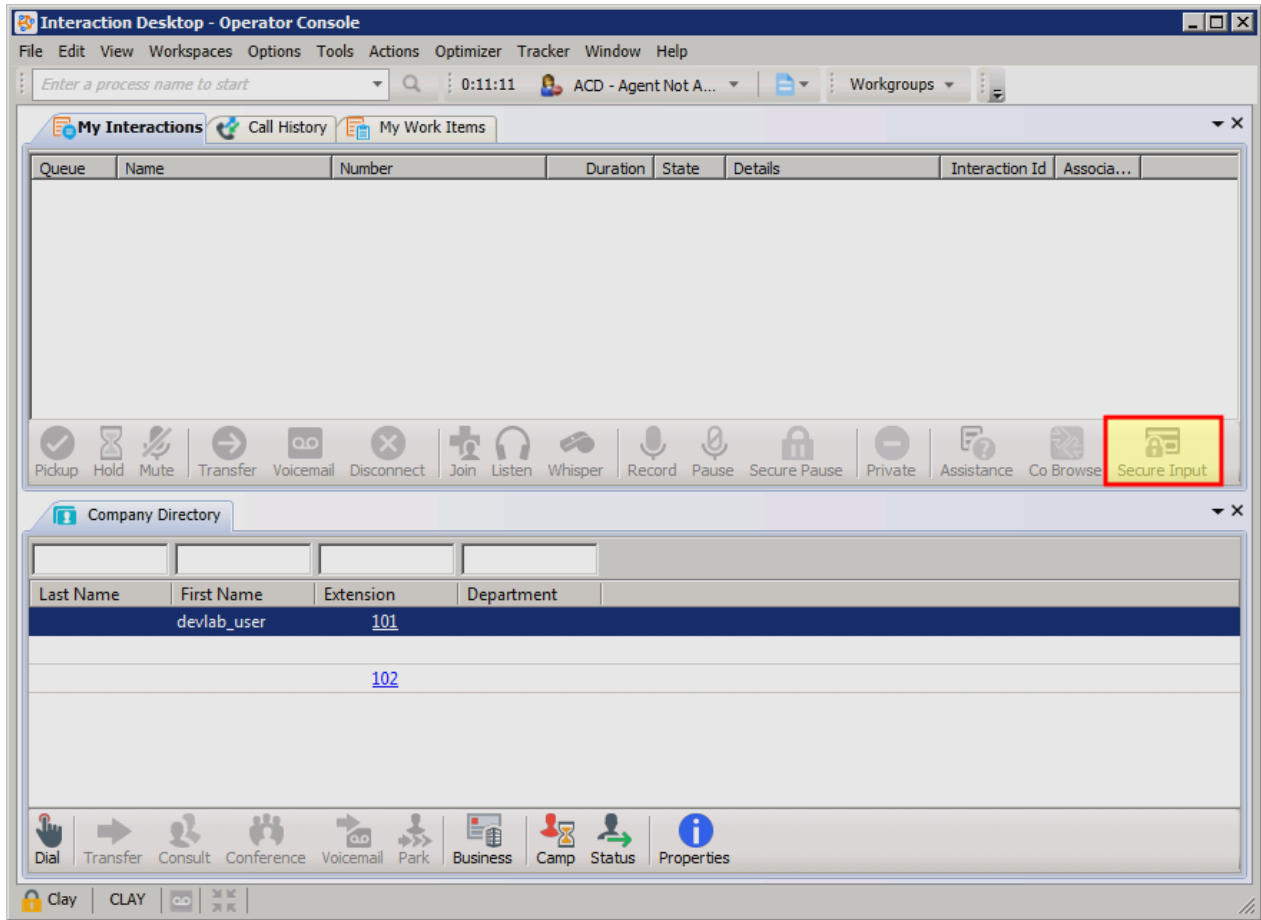 Interaction Desktop - Operator Console
File Edit View Workspaces Options Tools Actions Optimizer Tracker Window Help
Enter a process name to start 0:11:11 ACD - Agent Not A... Workgroups
My Interactions Call History My Work Items
Queue Name Number Duration State Details Interaction Id Associa...
Pickup Hold Mute Transfer Voicemail Disconnect Join Listen Whisper Record Pause Secure Pause Private Assistance Co Browse Secure Input
Company Directory
Last Name First Name Extension Department
devlab_user 101
102
Dial Transfer Consult Conference Voicemail Park Business Camp Status Properties
Clay CLAY